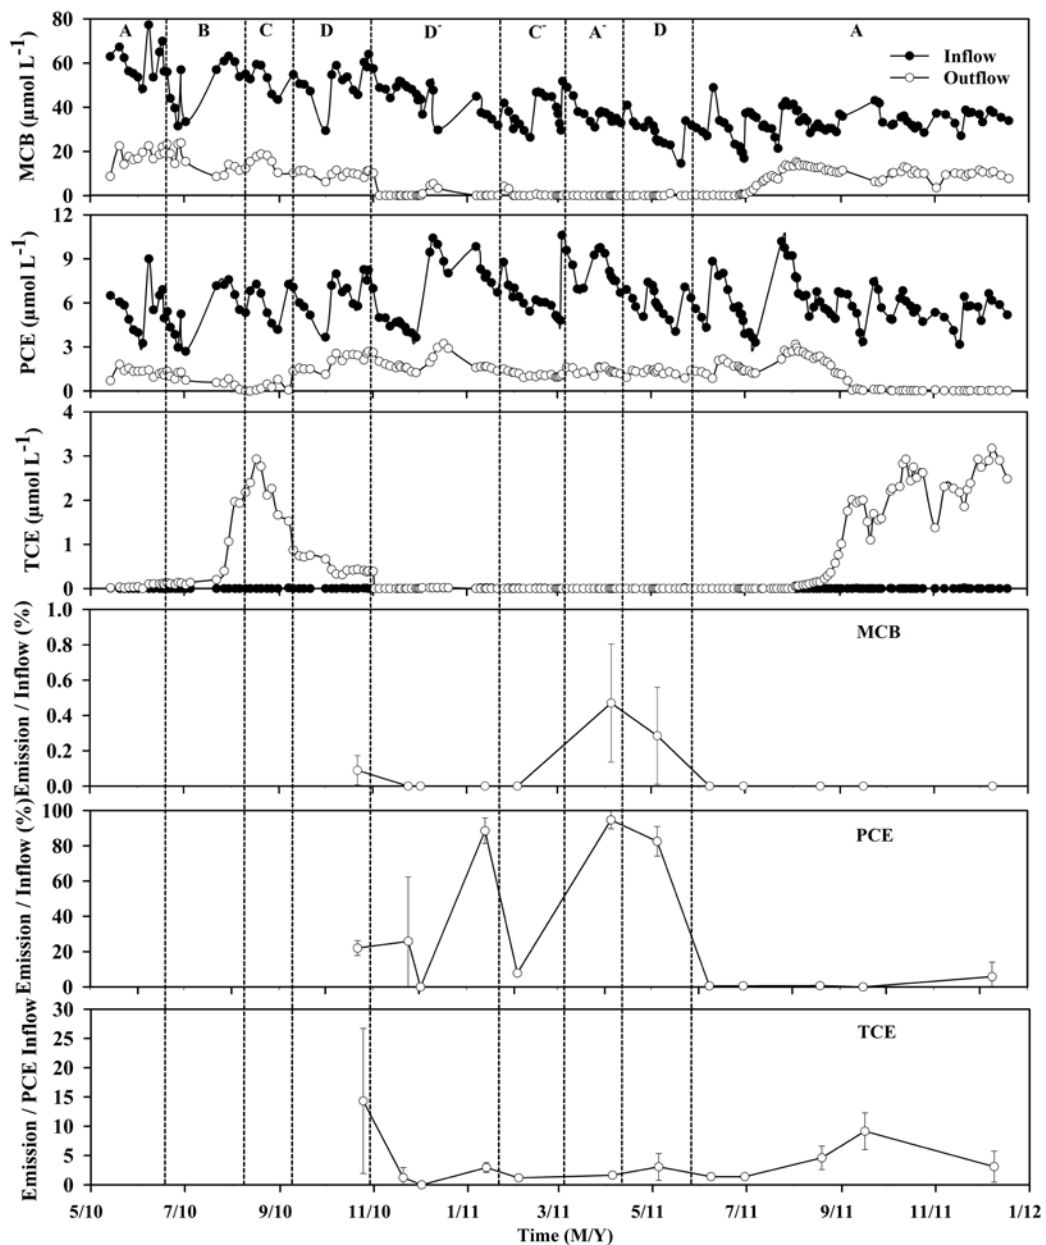 A B C D D⁻ C⁻ A⁻ D A
Inflow
Outflow
MCB (µmol L⁻¹)
80
60
40
20
0
PCE (µmol L⁻¹)
12
9
6
3
0
TCE (µmol L⁻¹)
4
3
2
1
0
MCB
Emission / Inflow (%)
1.0
0.8
0.6
0.4
0.2
0.0
PCE
Emission / Inflow (%)
100
80
60
40
20
0
TCE
Emission / PCE Inflow
30
25
20
15
10
5
0
5/10 7/10 9/10 11/10 1/11 3/11 5/11 7/11 9/11 11/11 1/12
Time (M/Y)